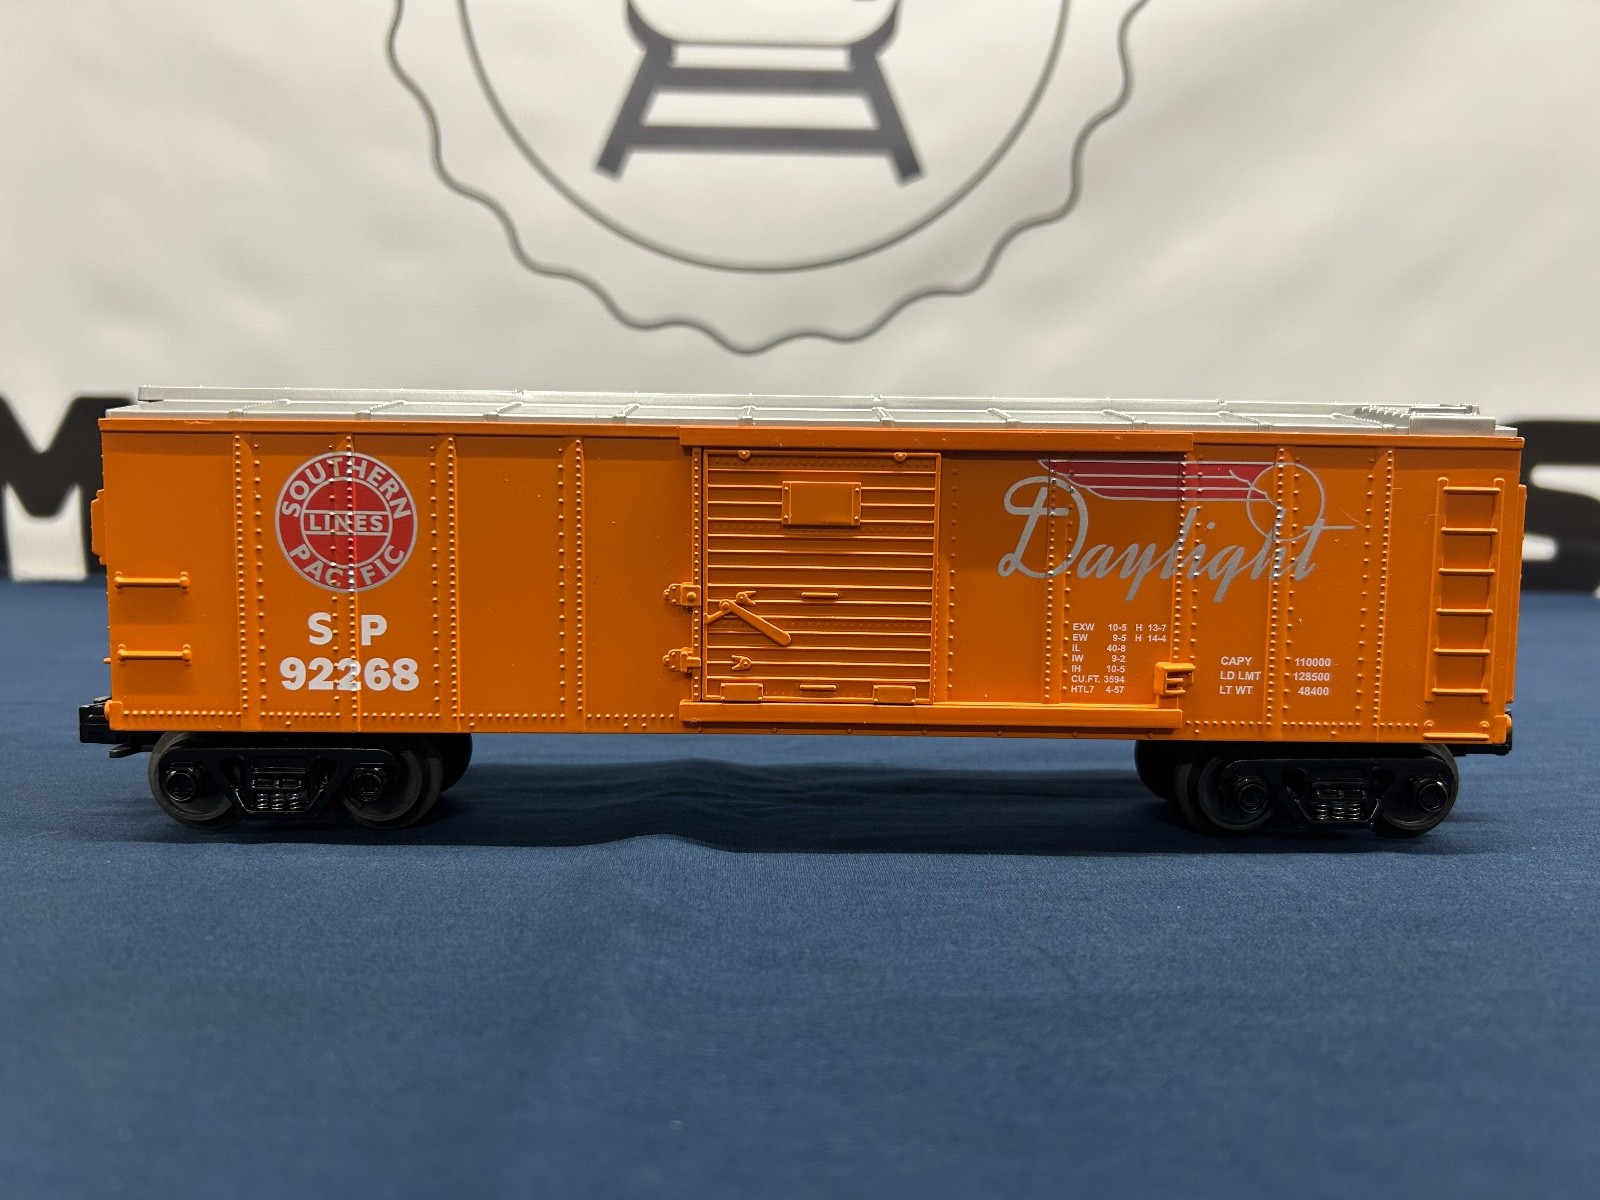 SOUTHERN
LINES
PACIFIC
S P
92268
Daylight
EXW 10-5 H 13-7
EW 9-5 H 14-4
IL 40-8
IW 9-2
IH 10-5
CU.FT. 3594
HTL7 4-57
CAPY 110000
LD LMT 128500
LT WT 48400
M
S